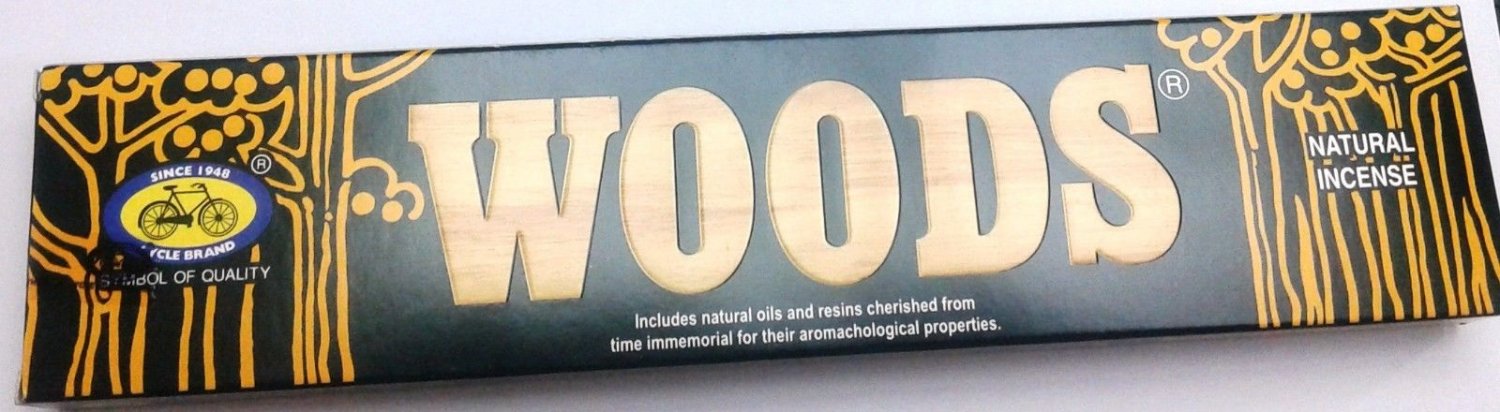 SINCE 1948
CYCLE BRAND
SYMBOL OF QUALITY
WOODS®
NATURAL
INCENSE
Includes natural oils and resins cherished from
time immemorial for their aromachological properties.